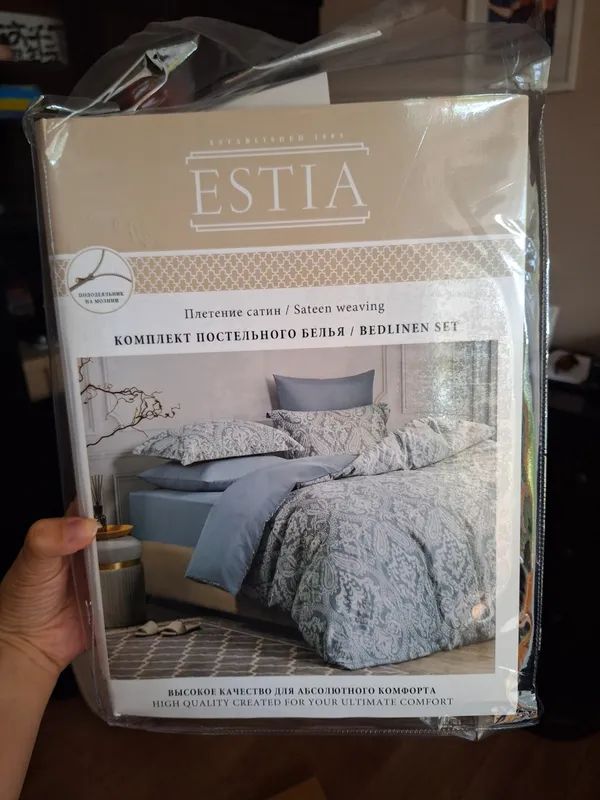 ESTABLISHED 1991
ESTIA
ПОДОДЕЯЛЬНИК
НА МОЛНИИ
Плетение сатин / Sateen weaving
КОМПЛЕКТ ПОСТЕЛЬНОГО БЕЛЬЯ / BEDLINEN SET
ВЫСОКОЕ КАЧЕСТВО ДЛЯ АБСОЛЮТНОГО КОМФОРТА
HIGH QUALITY CREATED FOR YOUR ULTIMATE COMFORT